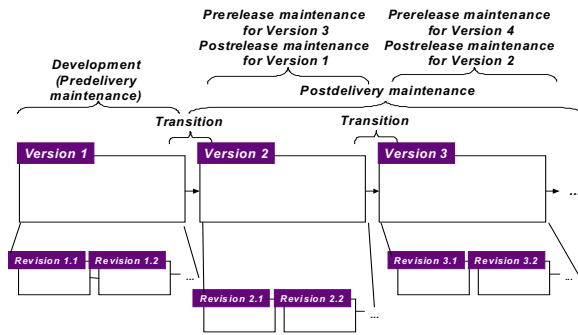 Prerelease maintenance
for Version 3
Postrelease maintenance
for Version 1
Prerelease maintenance
for Version 4
Postrelease maintenance
for Version 2
Development
(Predelivery
maintenance)
Postdelivery maintenance
Transition
Transition
Version 1
Version 2
Version 3
...
Revision 1.1
Revision 1.2
...
Revision 2.1
Revision 2.2
...
Revision 3.1
Revision 3.2
...